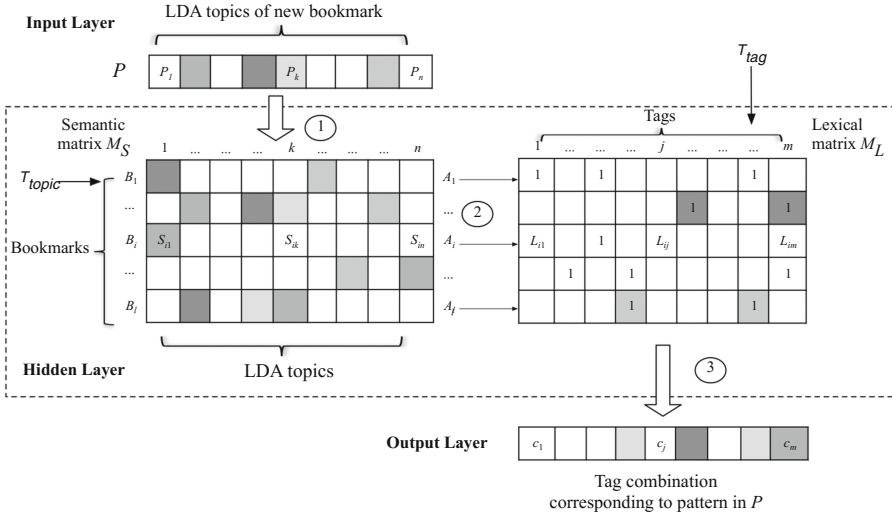 LDA topics of new bookmark
Input Layer
P P1 Pk Pn
Ttag
1
Semantic matrix MS
Tags
Lexical matrix ML
1 ... ... ... k ... ... ... n
1 ... ... ... j ... ... ... m
Ttopic B1 A1 1 1 1
... ... 2 1 1
Bookmarks Bi Si1 Sik Sin Ai Li1 1 Lij Lim
... ... 1 1 1
Bl Al 1 1
LDA topics
Hidden Layer
3
Output Layer c1 cj cm
Tag combination
corresponding to pattern in P